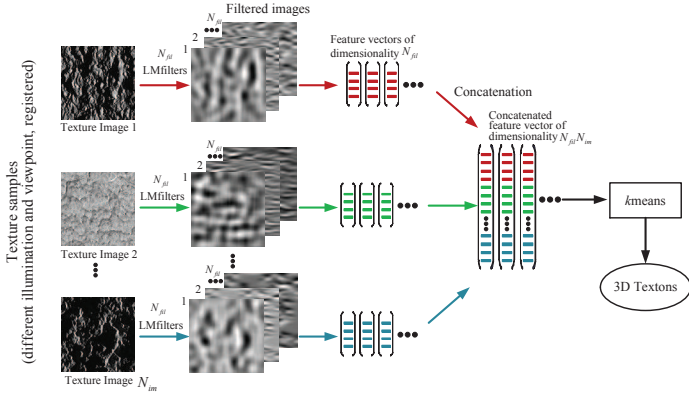 Texture samples
(different illumination and viewpoint, registered)
Filtered images
N_fil
2
1
N_fil
LMfilters
Texture Image 1
Feature vectors of
dimensionality N_fil
Concatenation
Concatenated
feature vector of
dimensionality N_fil N_im
N_fil
2
1
N_fil
LMfilters
Texture Image 2
kmeans
3D Textons
N_fil
2
1
N_fil
LMfilters
Texture Image N_im